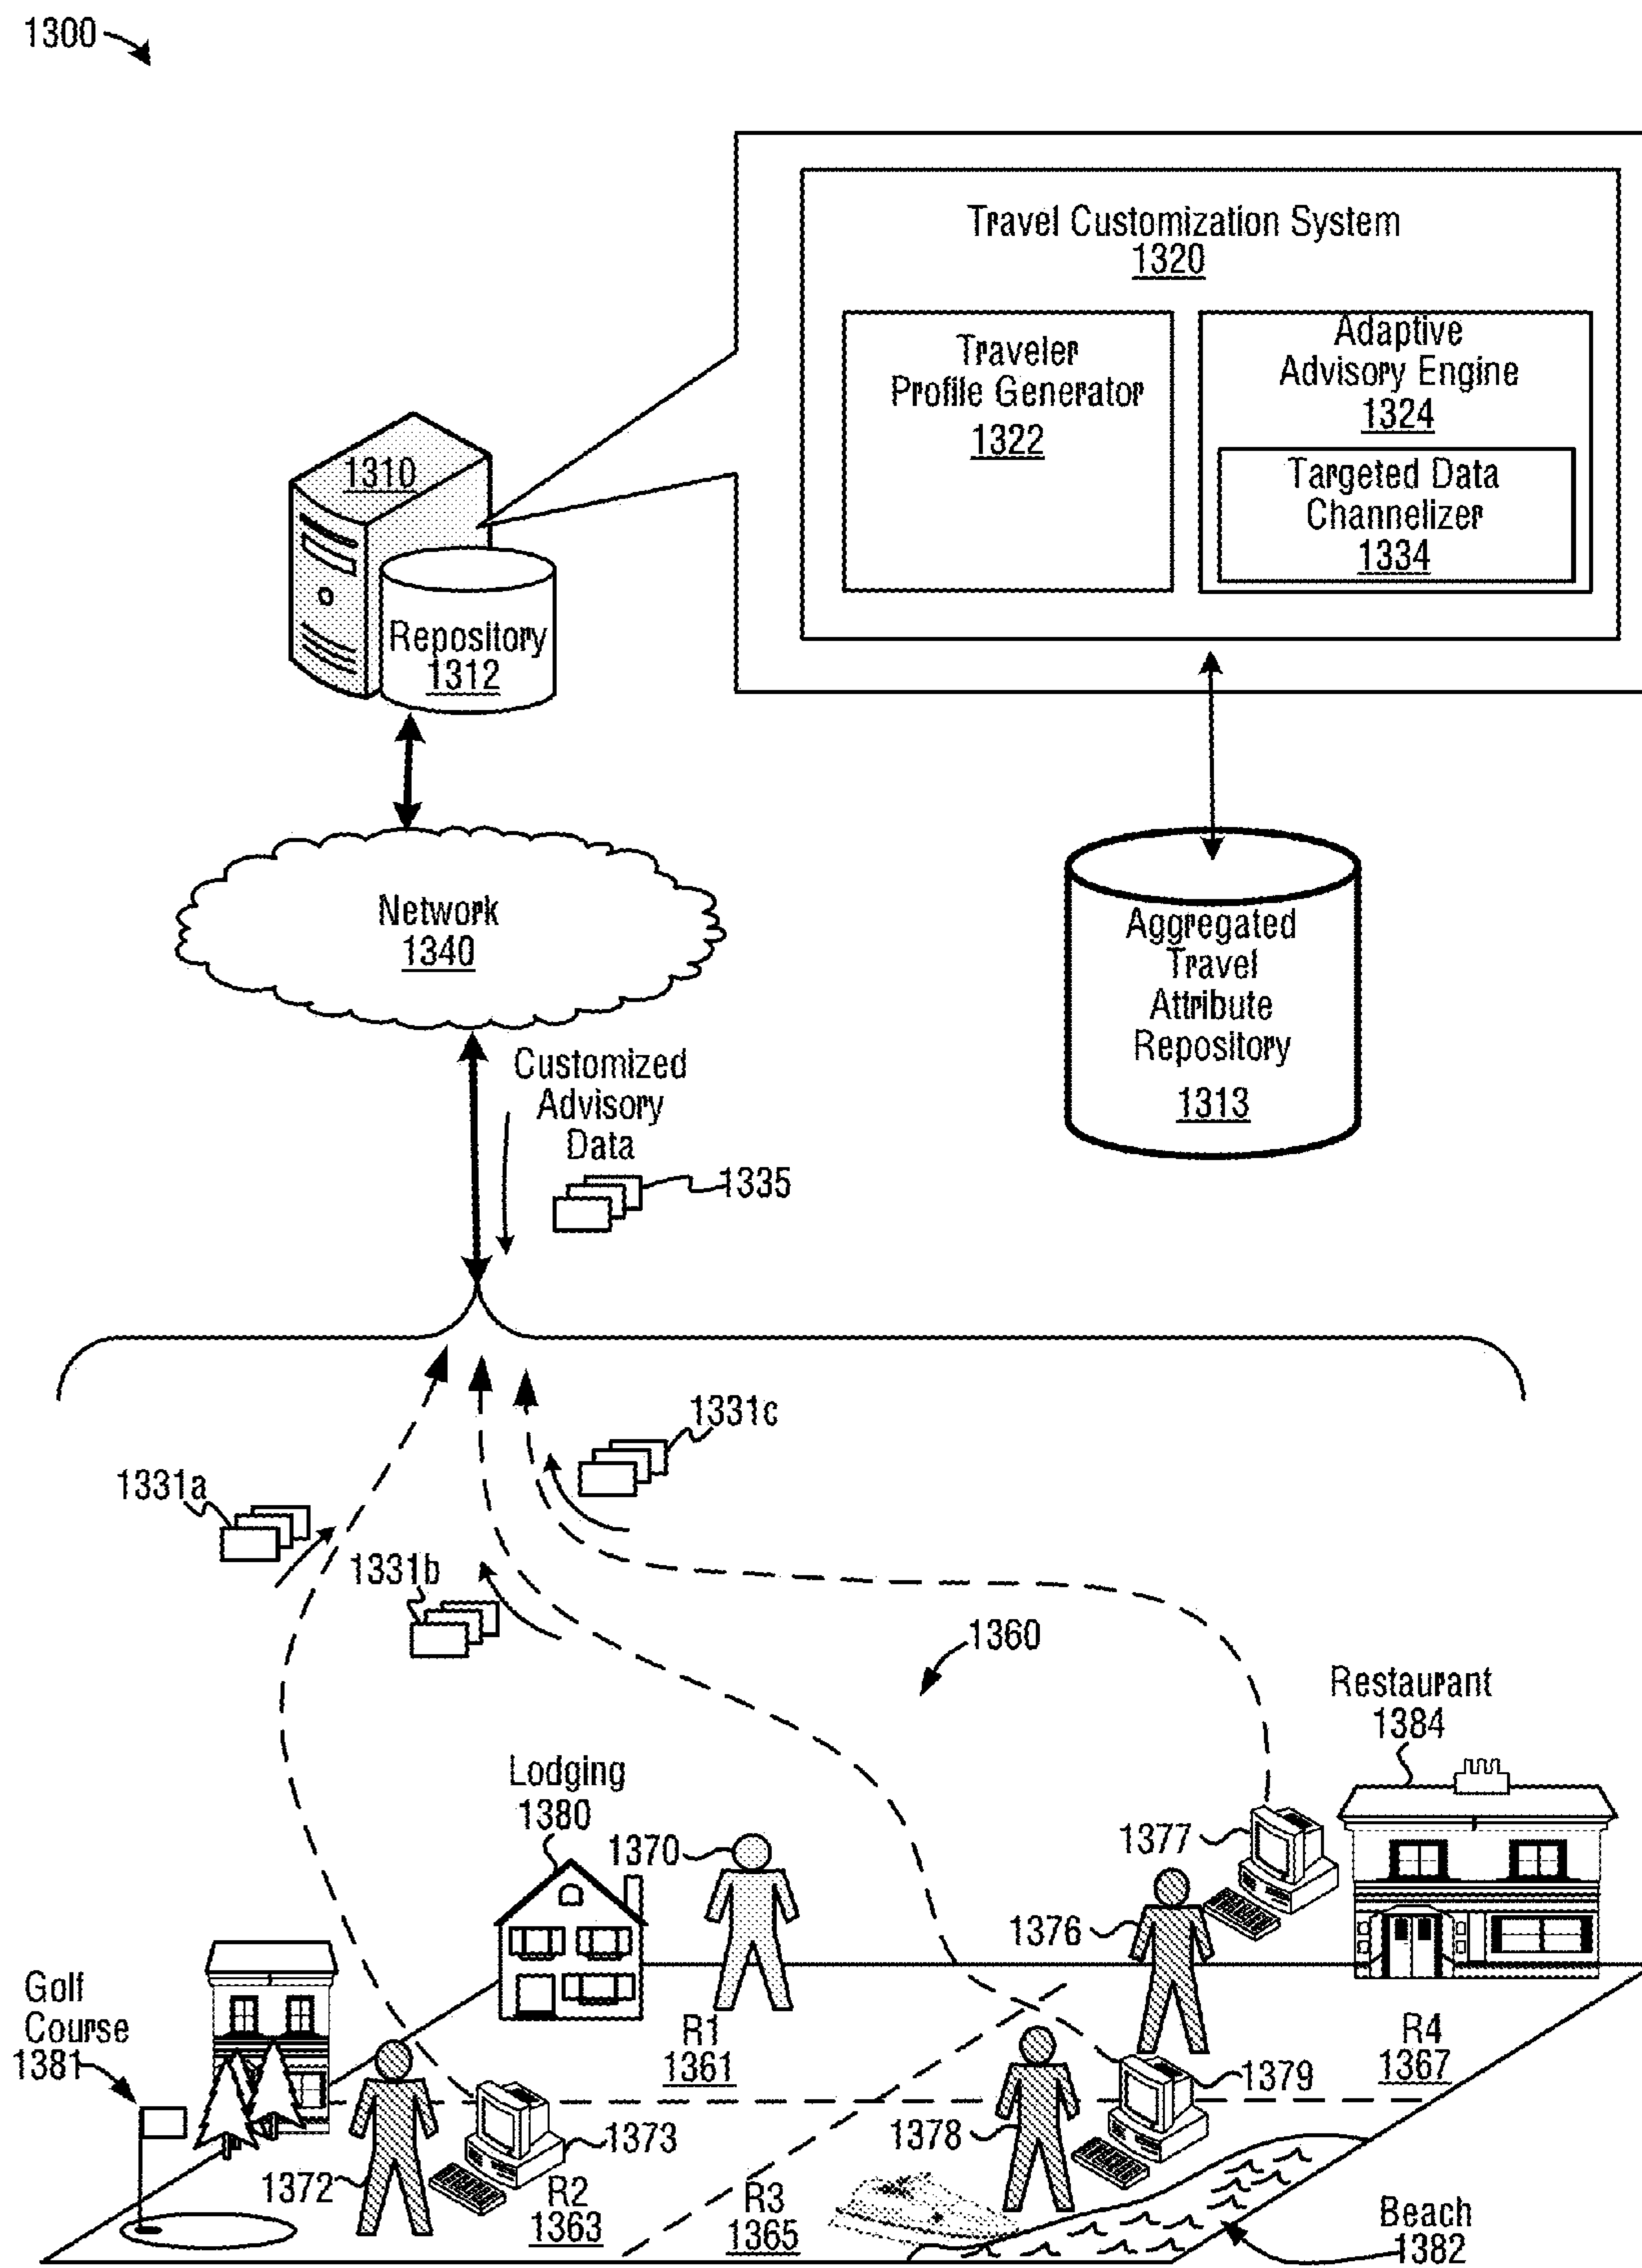 1300
Travel Customization System
1320
Traveler
Profile Generator
1322
Adaptive
Advisory Engine
1324
Targeted Data
Channelizer
1334
1310
Repository
1312
Network
1340
Aggregated
Travel
Attribute
Repository
1313
Customized
Advisory
Data
1335
1331c
1331a
1331b
1360
Restaurant
1384
Lodging
1380
1370
1377
1376
Golf
Course
1381
R1
1361
R4
1367
1379
1378
1373
1372
R2
1363
R3
1365
Beach
1382